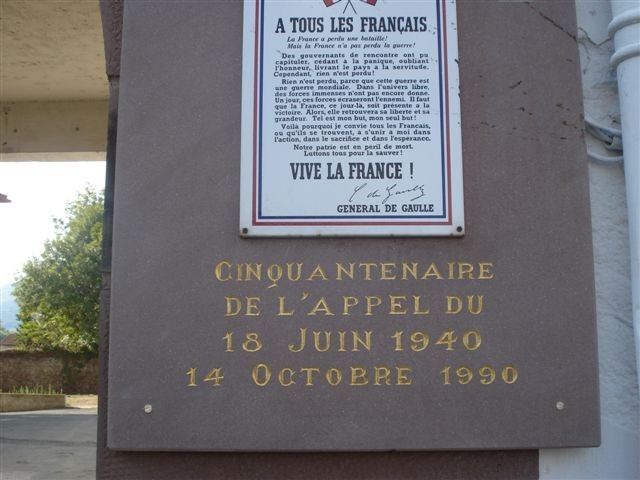 A TOUS LES FRANÇAIS
La France a perdu une bataille!
Mais la France n'a pas perdu la guerre!
Des gouvernants de rencontre ont pu
capituler, cédant à la panique, oubliant
l'honneur, livrant le pays à la servitude.
Cependant, rien n'est perdu!
Rien n'est perdu, parce que cette guerre est
une guerre mondiale. Dans l'univers libre,
des forces immenses n'ont pas encore donné.
Un jour, ces forces écraseront l'ennemi. Il faut
que la France, ce jour-là, soit présente à la
victoire. Alors, elle retrouvera sa liberté et sa
grandeur. Tel est mon but, mon seul but!
Voilà pourquoi je convie tous les Français,
où qu'ils se trouvent, à s'unir à moi dans
l'action, dans le sacrifice et dans l'espérance.
Notre patrie est en péril de mort.
Luttons tous pour la sauver!
VIVE LA FRANCE !
C. de Gaulle
GENERAL DE GAULLE
CINQUANTENAIRE
DE L'APPEL DU
18 JUIN 1940
14 OCTOBRE 1990